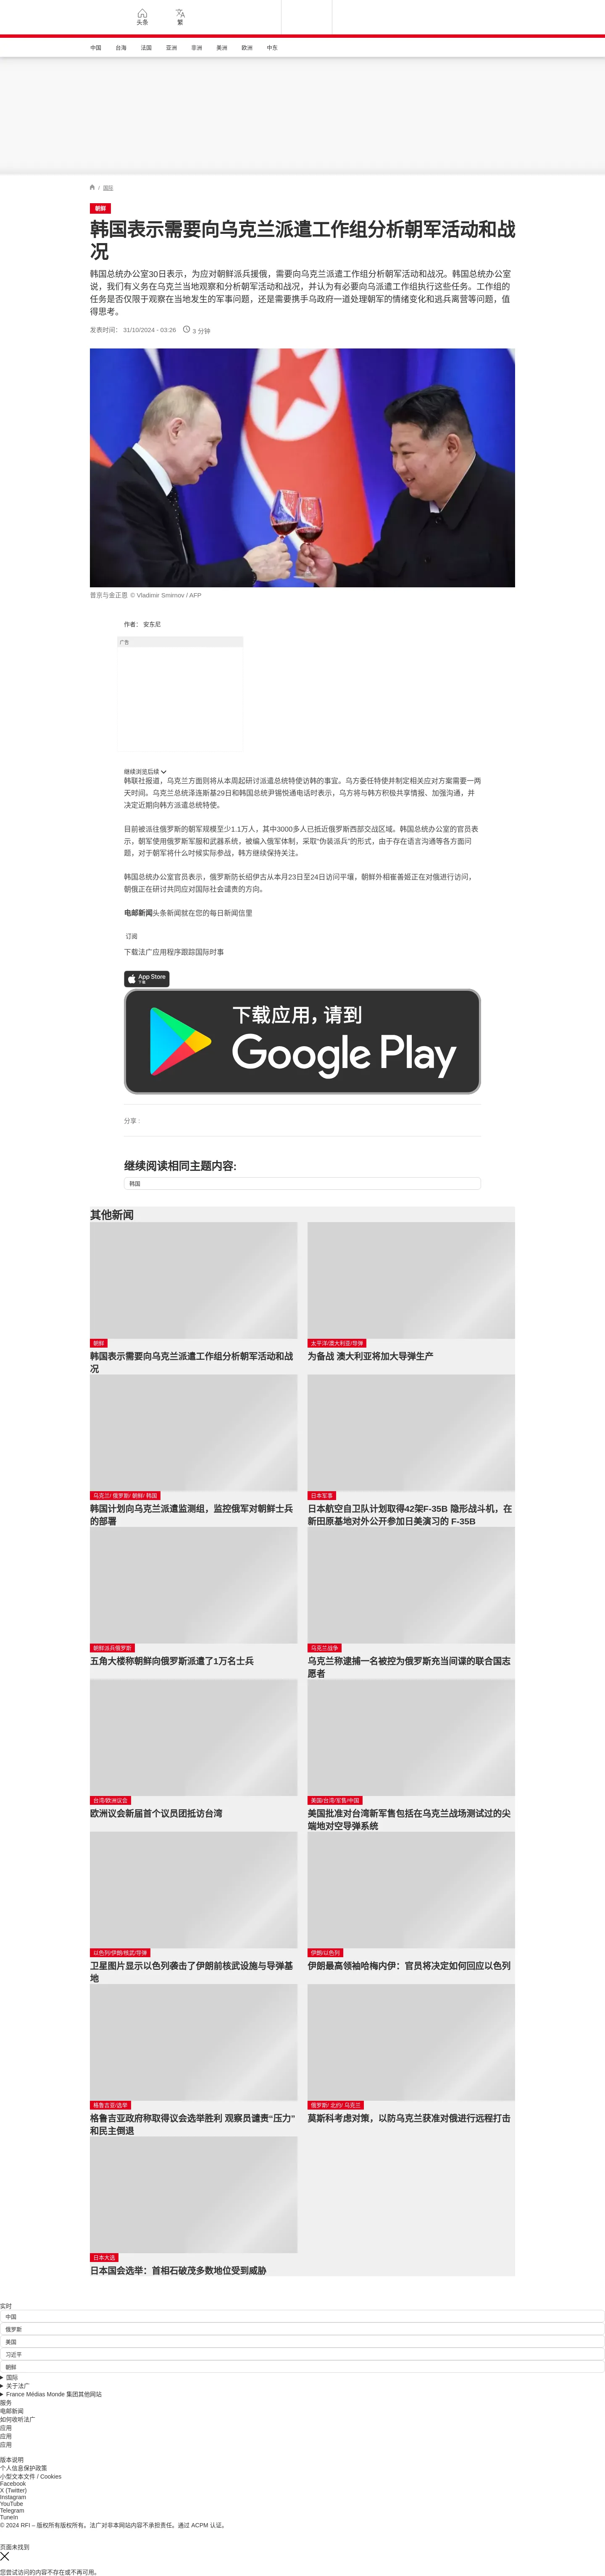 头条
繁
中国
台海
法国
亚洲
非洲
美洲
欧洲
中东
/ 国际
朝鲜
韩国表示需要向乌克兰派遣工作组分析朝军活动和战
况
韩国总统办公室30日表示，为应对朝鲜派兵援俄，需要向乌克兰派遣工作组分析朝军活动和战况。韩国总统办公室
说，我们有义务在乌克兰当地观察和分析朝军活动和战况，并认为有必要向乌派遣工作组执行这些任务。工作组的
任务是否仅限于观察在当地发生的军事问题，还是需要携手乌政府一道处理朝军的情绪变化和逃兵离营等问题，值
得思考。
发表时间： 31/10/2024 - 03:26
3 分钟
普京与金正恩 © Vladimir Smirnov / AFP
作者： 安东尼
广告
继续浏览后续
韩联社报道，乌克兰方面则将从本周起研讨派遣总统特使访韩的事宜。乌方委任特使并制定相关应对方案需要一两
天时间。乌克兰总统泽连斯基29日和韩国总统尹锡悦通电话时表示，乌方将与韩方积极共享情报、加强沟通，并
决定近期向韩方派遣总统特使。
目前被派往俄罗斯的朝军规模至少1.1万人，其中3000多人已抵近俄罗斯西部交战区域。韩国总统办公室的官员表
示，朝军使用俄罗斯军服和武器系统，被编入俄军体制，采取“伪装派兵”的形式，由于存在语言沟通等各方面问
题，对于朝军将什么吋候实际参战，韩方继续保持关注。
韩国总统办公室官员表示，俄罗斯防长绍伊古从本月23日至24日访问平壤，朝鲜外相崔善姬正在对俄进行访问，
朝俄正在研讨共同应对国际社会谴责的方向。
电邮新闻头条新闻就在您的每日新闻信里
订阅
下载法广应用程序跟踪国际时事
App Store
下载
下载应用，请到
Google Play
分享 :
继续阅读相同主题内容:
韩国
其他新闻
朝鲜
韩国表示需要向乌克兰派遣工作组分析朝军活动和战
况
太平洋/澳大利亚/导弹
为备战 澳大利亚将加大导弹生产
乌克兰/ 俄罗斯/ 朝鲜/ 韩国
韩国计划向乌克兰派遣监测组，监控俄军对朝鲜士兵
的部署
日本军事
日本航空自卫队计划取得42架F-35B 隐形战斗机，在
新田原基地对外公开参加日美演习的 F-35B
朝鲜派兵俄罗斯
五角大楼称朝鲜向俄罗斯派遣了1万名士兵
乌克兰战争
乌克兰称逮捕一名被控为俄罗斯充当间谍的联合国志
愿者
台湾/欧洲议会
欧洲议会新届首个议员团抵访台湾
美国/台湾/军售/中国
美国批准对台湾新军售包括在乌克兰战场测试过的尖
端地对空导弹系统
以色列/伊朗/核武/导弹
卫星图片显示以色列袭击了伊朗前核武设施与导弹基
地
伊朗/以色列
伊朗最高领袖哈梅内伊：官员将决定如何回应以色列
格鲁吉亚/选举
格鲁吉亚政府称取得议会选举胜利 观察员谴责“压力”
和民主倒退
俄罗斯/ 北约/ 乌克兰
莫斯科考虑对策，以防乌克兰获准对俄进行远程打击
日本大选
日本国会选举：首相石破茂多数地位受到威胁
实时
中国
俄罗斯
美国
习近平
朝鲜
国际
关于法广
France Médias Monde 集团其他网站
服务
电邮新闻
如何收听法广
应用
应用
应用
版本说明
个人信息保护政策
小型文本文件 / Cookies
Facebook
X (Twitter)
Instagram
YouTube
Telegram
TuneIn
© 2024 RFI – 版权所有版权所有。法广对非本网站内容不承担责任。通过 ACPM 认证。
页面未找到
您尝试访问的内容不存在或不再可用。